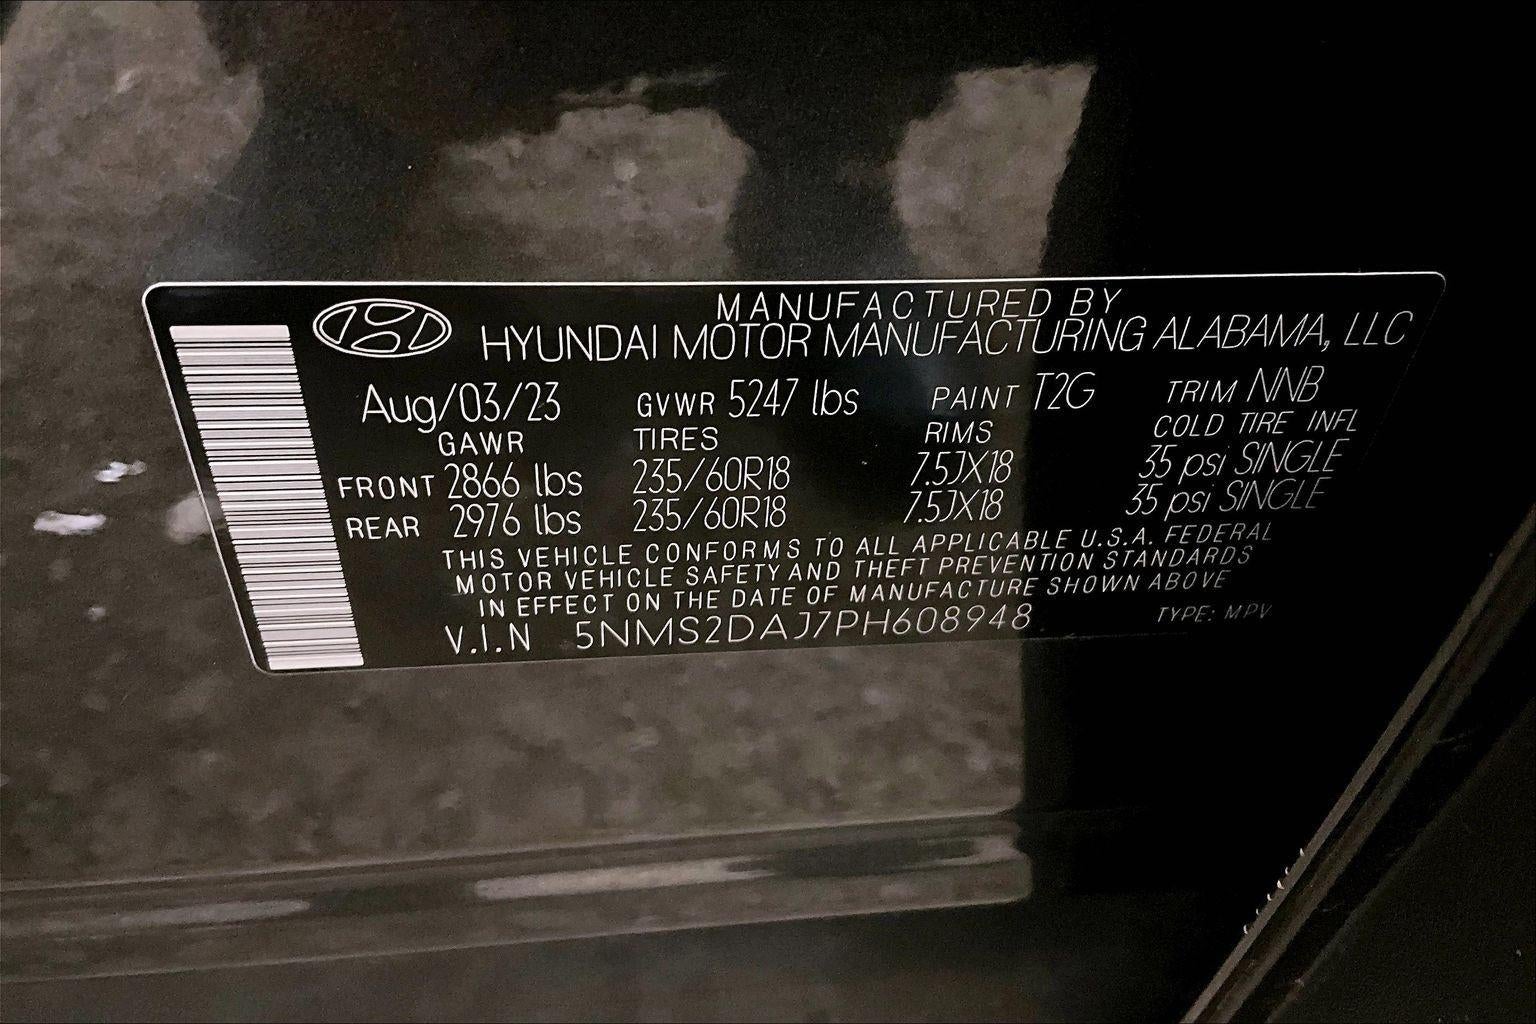 MANUFACTURED BY
HYUNDAI MOTOR MANUFACTURING ALABAMA, LLC
Aug/03/23 GVWR 5247 lbs PAINT T2G TRIM NNB
GAWR TIRES RIMS COLD TIRE INFL
FRONT 2866 lbs 235/60R18 7.5JX18 35 psi SINGLE
REAR 2976 lbs 235/60R18 7.5JX18 35 psi SINGLE
THIS VEHICLE CONFORMS TO ALL APPLICABLE U.S.A. FEDERAL
MOTOR VEHICLE SAFETY AND THEFT PREVENTION STANDARDS
IN EFFECT ON THE DATE OF MANUFACTURE SHOWN ABOVE
V.I.N 5NMS2DAJ7PH608948 TYPE: MPV